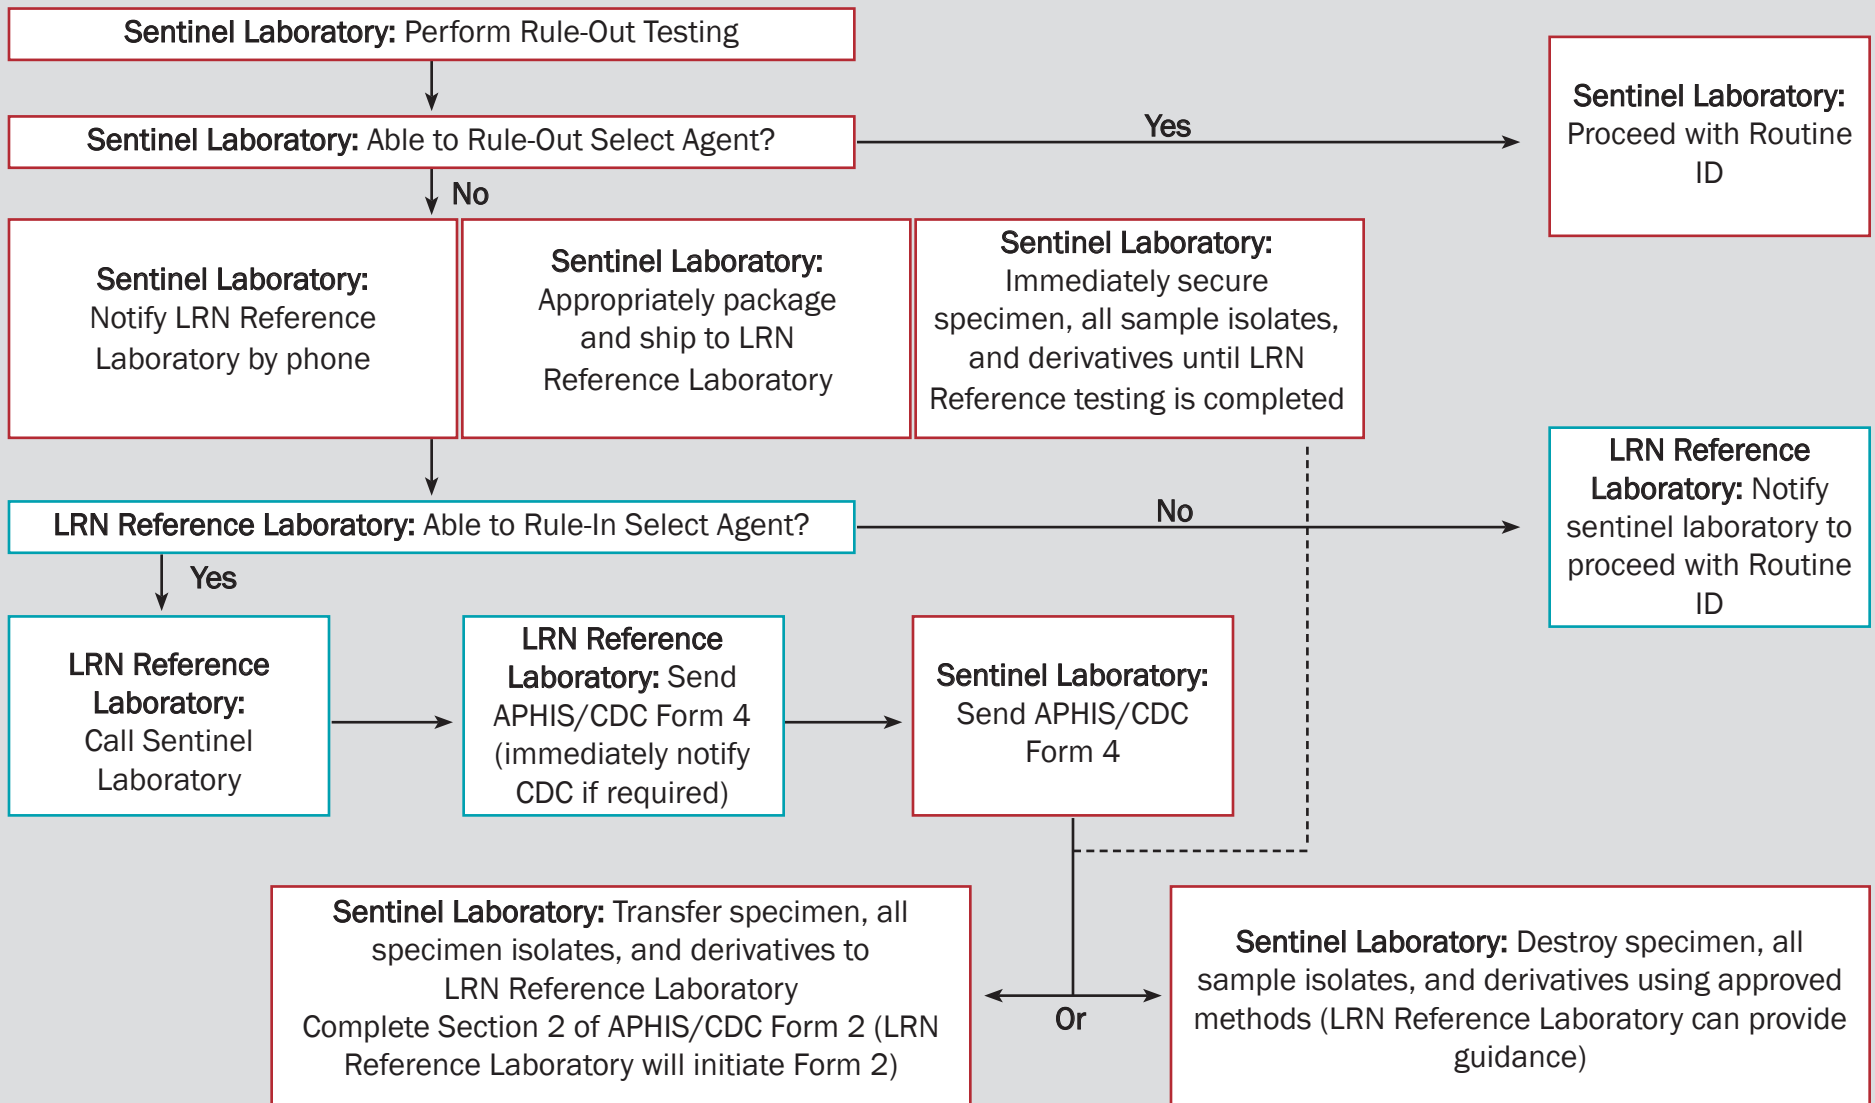 Sentinel Laboratory: Perform Rule-Out Testing
Sentinel Laboratory: Able to Rule-Out Select Agent?
Yes
Sentinel Laboratory:
Proceed with Routine
ID
No
Sentinel Laboratory:
Notify LRN Reference
Laboratory by phone
Sentinel Laboratory:
Appropriately package
and ship to LRN
Reference Laboratory
Sentinel Laboratory:
Immediately secure
specimen, all sample isolates,
and derivatives until LRN
Reference testing is completed
LRN Reference Laboratory: Able to Rule-In Select Agent?
No
LRN Reference
Laboratory: Notify
sentinel laboratory to
proceed with Routine
ID
Yes
LRN Reference
Laboratory:
Call Sentinel
Laboratory
LRN Reference
Laboratory: Send
APHIS/CDC Form 4
(immediately notify
CDC if required)
Sentinel Laboratory:
Send APHIS/CDC
Form 4
Sentinel Laboratory: Transfer specimen, all
specimen isolates, and derivatives to
LRN Reference Laboratory
Complete Section 2 of APHIS/CDC Form 2 (LRN
Reference Laboratory will initiate Form 2)
Or
Sentinel Laboratory: Destroy specimen, all
sample isolates, and derivatives using approved
methods (LRN Reference Laboratory can provide
guidance)